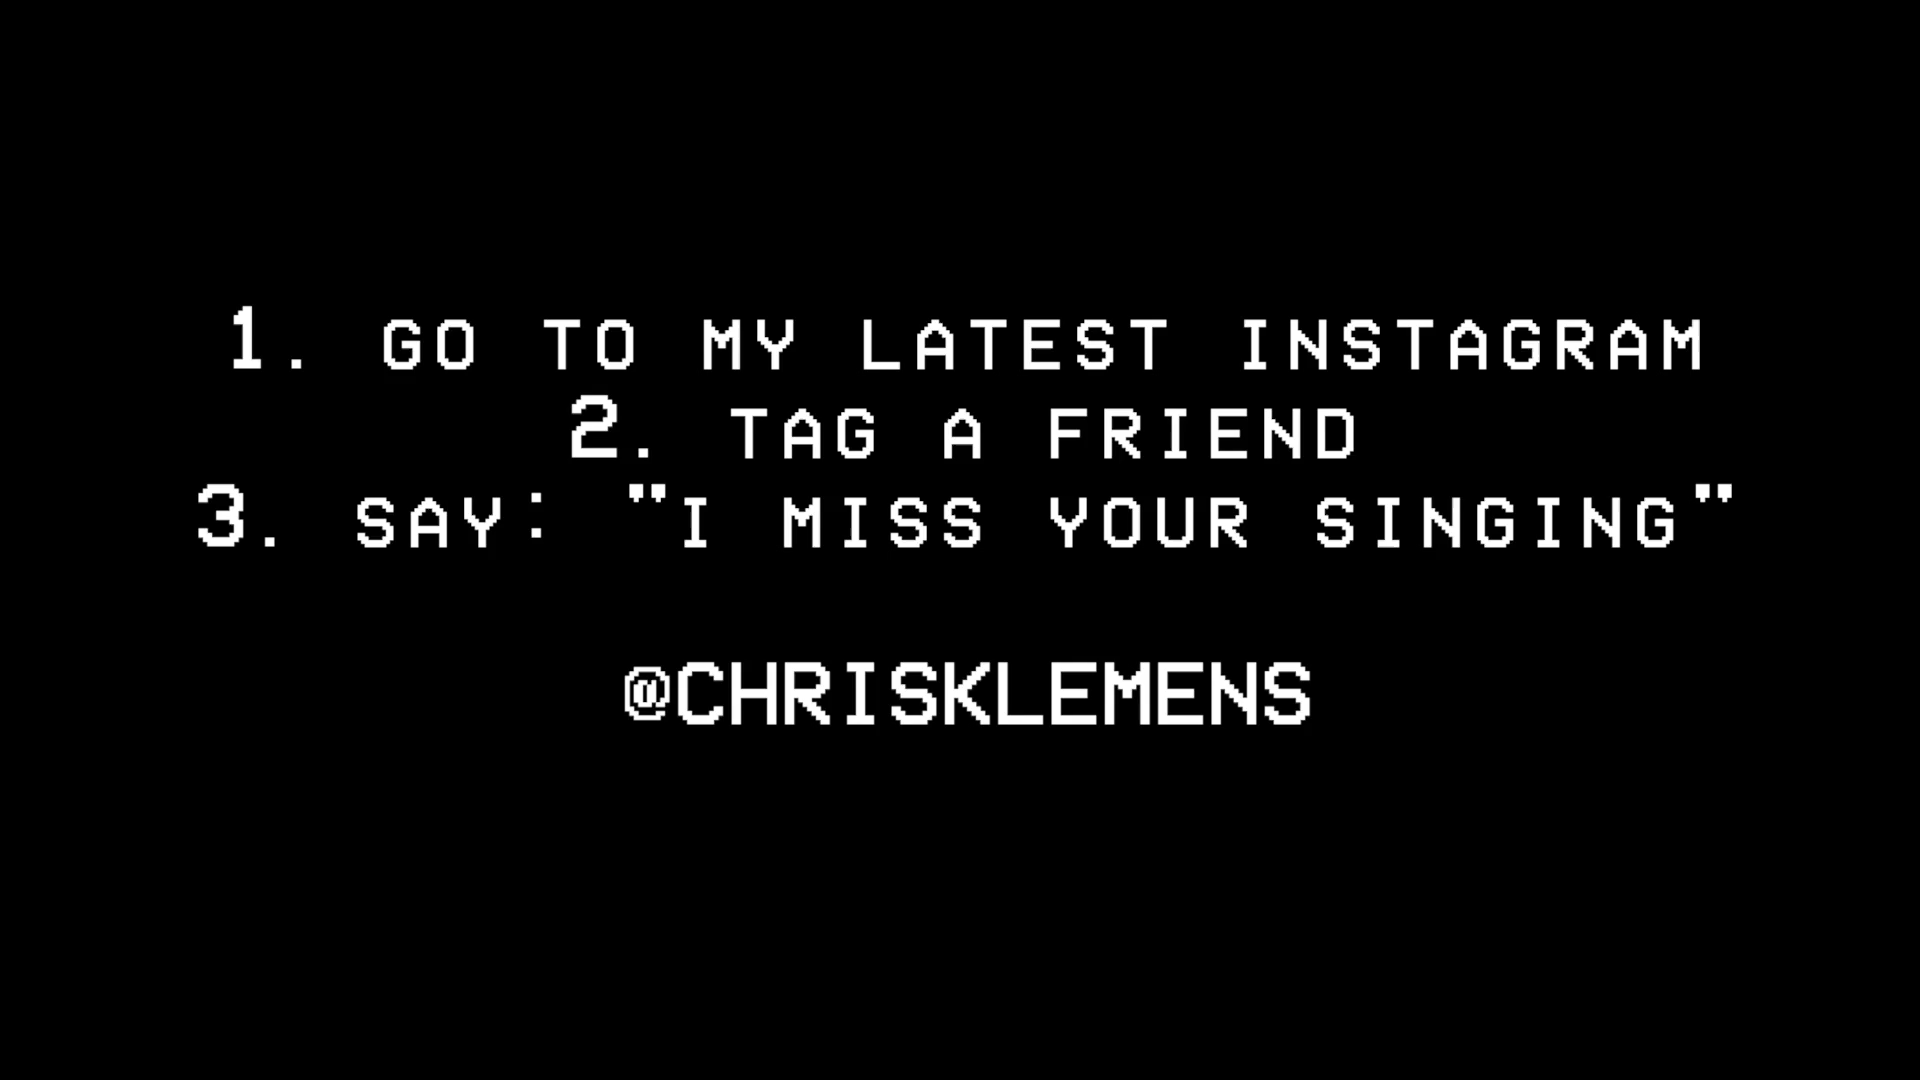 1. GO TO MY LATEST INSTAGRAM
2. TAG A FRIEND
3. SAY: "I MISS YOUR SINGING"
@CHRISKLEMENS